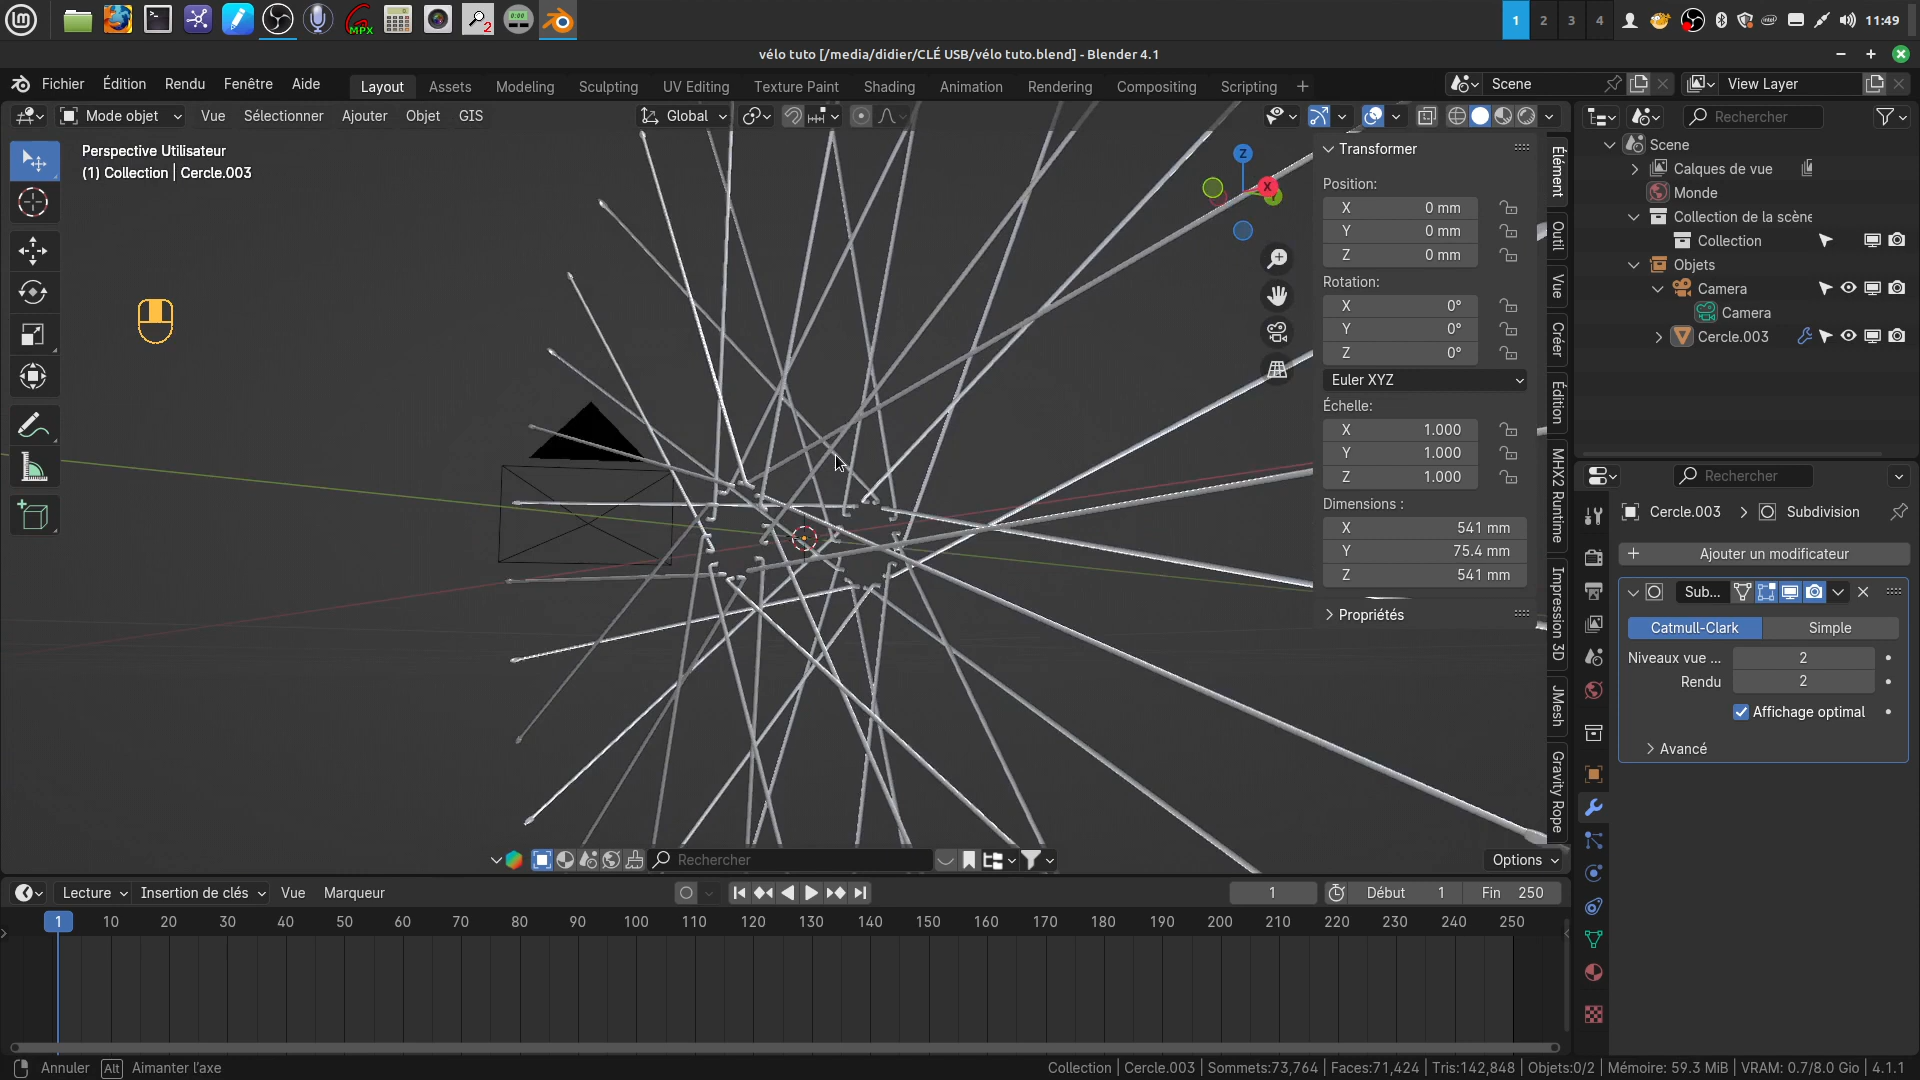 MPX
2
0:00
1
2
3
4
11:49
vélo tuto [/media/didier/CLÉ USB/vélo tuto.blend] - Blender 4.1
Fichier Édition Rendu Fenêtre Aide
Layout Assets Modeling Sculpting UV Editing Texture Paint Shading Animation Rendering Compositing Scripting +
Scene
View Layer
Mode objet Vue Sélectionner Ajouter Objet GIS
Global
Perspective Utilisateur
(1) Collection | Cercle.003
Z
X
Y
Transformer
Position:
X 0 mm
Y 0 mm
Z 0 mm
Rotation:
X 0°
Y 0°
Z 0°
Euler XYZ
Échelle:
X 1.000
Y 1.000
Z 1.000
Dimensions :
X 541 mm
Y 75.4 mm
Z 541 mm
Propriétés
Élément
Outil
Vue
Créer
Édition
MHX2 Runtime
Impression 3D
JMesh
Gravity Rope
Rechercher
Scene
Calques de vue
Monde
Collection de la scène
Collection
Objets
Camera
Camera
Cercle.003
Rechercher
Cercle.003 > Subdivision
+ Ajouter un modificateur
Sub...
Catmull-Clark Simple
Niveaux vue ... 2
Rendu 2
Affichage optimal
Avancé
Rechercher
Options
Lecture Insertion de clés Vue Marqueur
1
Début 1
Fin 250
1 10 20 30 40 50 60 70 80 90 100 110 120 130 140 150 160 170 180 190 200 210 220 230 240 250
Annuler Alt Aimanter l'axe
Collection | Cercle.003 | Sommets:73,764 | Faces:71,424 | Tris:142,848 | Objets:0/2 | Mémoire: 59.3 MiB | VRAM: 0.7/8.0 Gio | 4.1.1